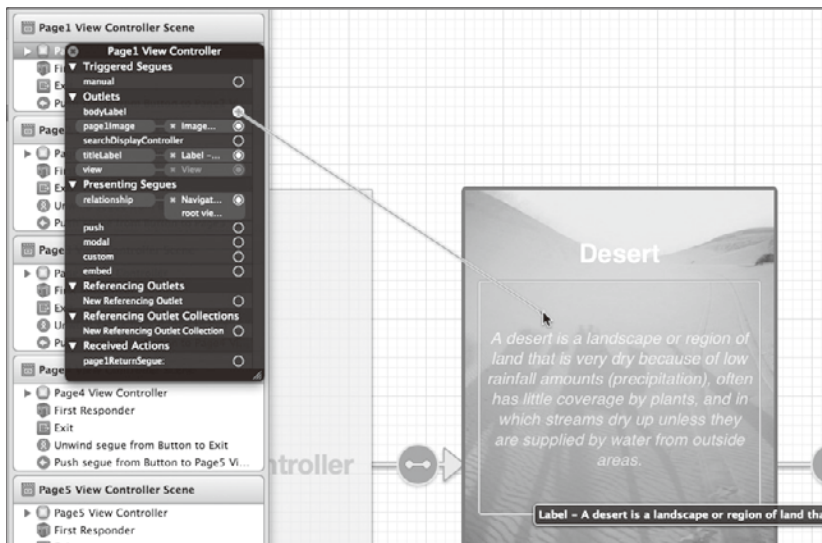 Page1 View Controller Scene
Page1 View Controller
Triggered Segues
manual
Outlets
bodyLabel
page1Image
Image...
searchDisplayController
titleLabel
Label -...
view
View
Presenting Segues
relationship
Navigat...
root vie...
push
modal
custom
embed
Referencing Outlets
New Referencing Outlet
Referencing Outlet Collections
New Referencing Outlet Collection
Received Actions
page1ReturnSegue:
Page4 View Controller
First Responder
Exit
Unwind segue from Button to Exit
Push segue from Button to Page5 Vi...
Page5 View Controller Scene
Page5 View Controller
First Responder
ntroller
Desert
A desert is a landscape or region of
land that is very dry because of low
rainfall amounts (precipitation), often
has little coverage by plants, and in
which streams dry up unless they
are supplied by water from outside
areas.
Label – A desert is a landscape or region of land tha